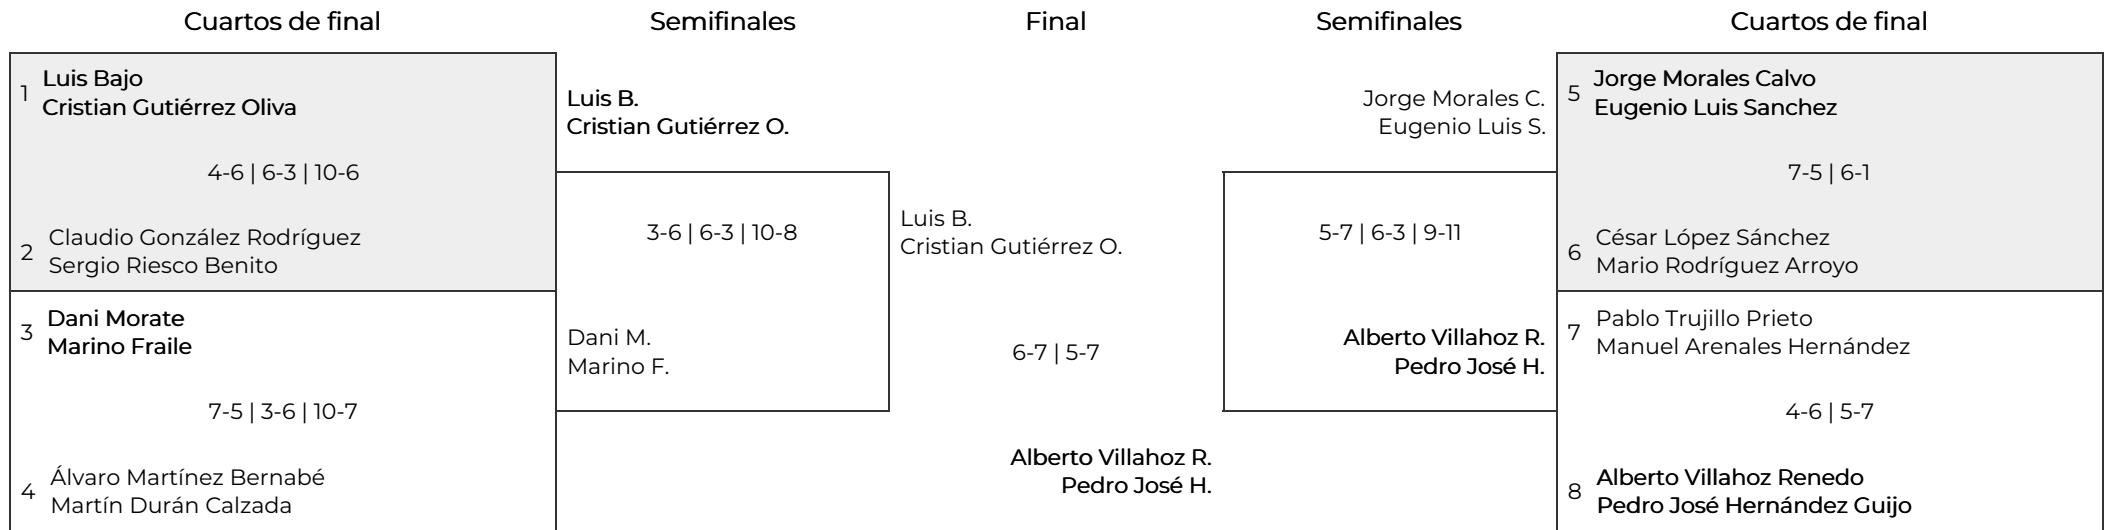 Cuartos de final
Semifinales
Final
Semifinales
Cuartos de final
1
Luis Bajo
Cristian Gutiérrez Oliva
4-6 | 6-3 | 10-6
2
Claudio González Rodríguez
Sergio Riesco Benito
3
Dani Morate
Marino Fraile
7-5 | 3-6 | 10-7
4
Álvaro Martínez Bernabé
Martín Durán Calzada
Luis B.
Cristian Gutiérrez O.
3-6 | 6-3 | 10-8
Dani M.
Marino F.
Luis B.
Cristian Gutiérrez O.
6-7 | 5-7
Alberto Villahoz R.
Pedro José H.
Jorge Morales C.
Eugenio Luis S.
5-7 | 6-3 | 9-11
Alberto Villahoz R.
Pedro José H.
5
Jorge Morales Calvo
Eugenio Luis Sanchez
7-5 | 6-1
6
César López Sánchez
Mario Rodríguez Arroyo
7
Pablo Trujillo Prieto
Manuel Arenales Hernández
4-6 | 5-7
8
Alberto Villahoz Renedo
Pedro José Hernández Guijo